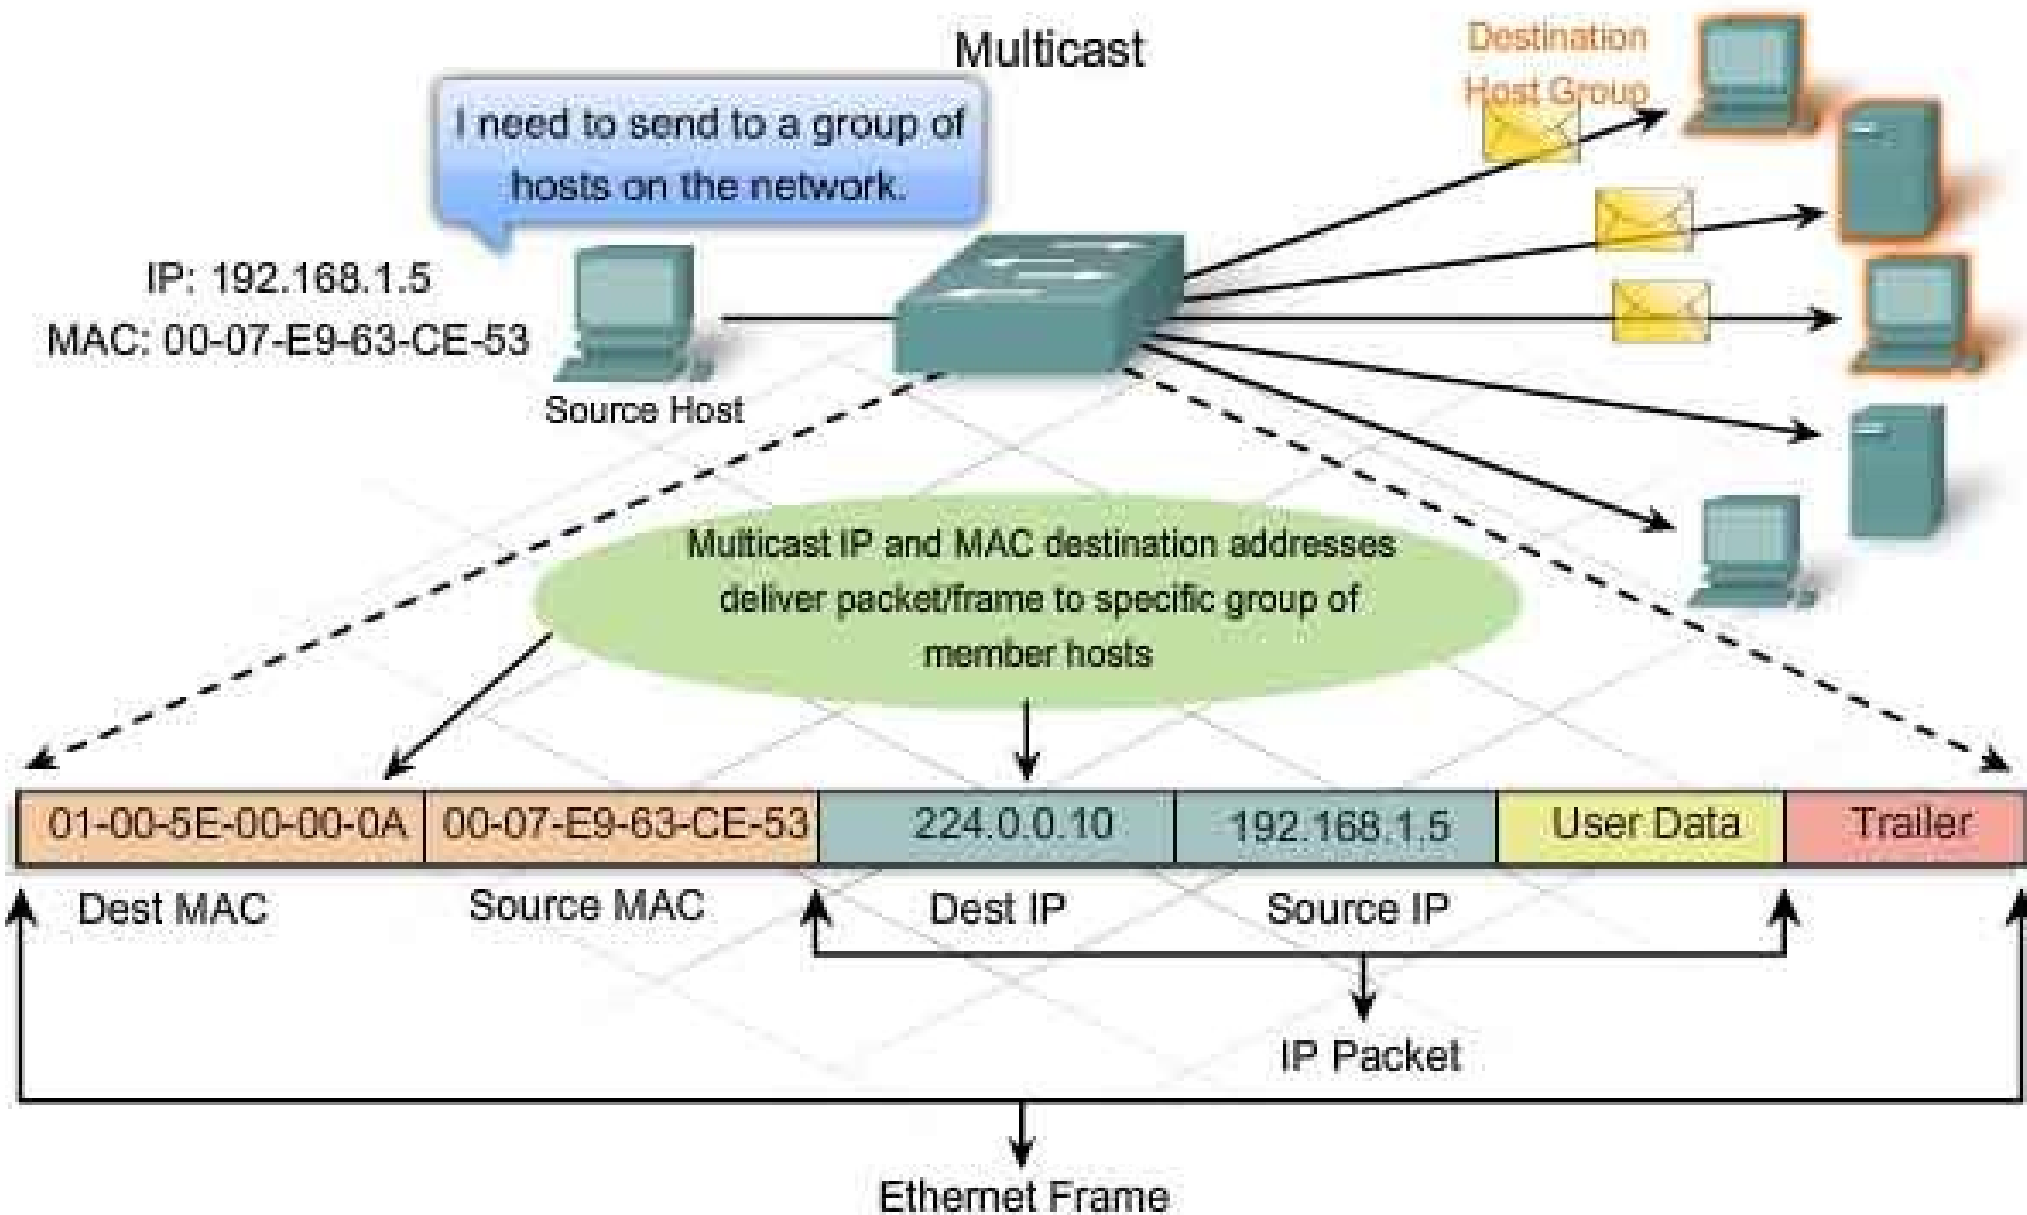 Multicast
Destination
Host Group
I need to send to a group of
hosts on the network.
IP: 192.168.1.5
MAC: 00-07-E9-63-CE-53
Source Host
Multicast IP and MAC destination addresses
deliver packet/frame to specific group of
member hosts
01-00-5E-00-00-0A 00-07-E9-63-CE-53 224.0.0.10 192.168.1.5 User Data Trailer
Dest MAC Source MAC Dest IP Source IP
IP Packet
Ethernet Frame